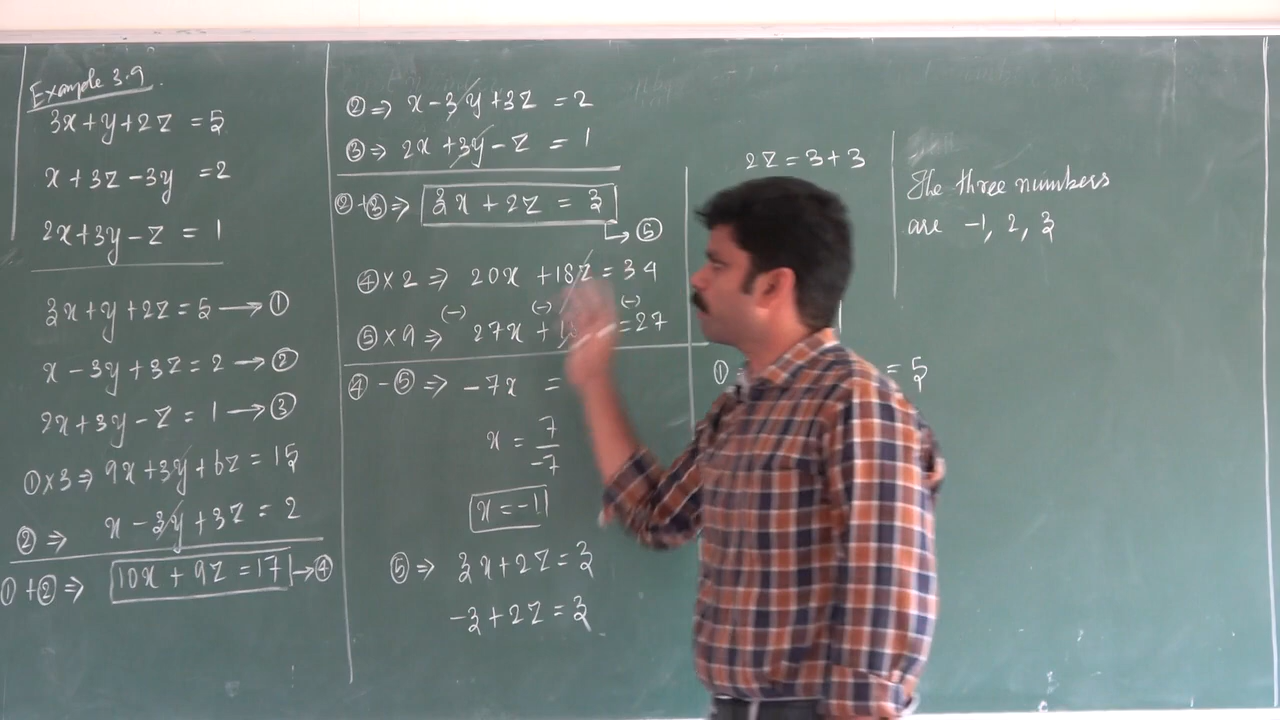 Example 3.9.
3x+y+2z = 5
x+3z-3y = 2
2x+3y-z = 1
3x+y+2z = 5 → ①
x-3y+3z = 2 → ②
2x+3y-z = 1 → ③
①×3 ⇒ 9x+3y+6z = 15
② ⇒ x-3y+3z = 2
①+② ⇒ 10x+9z = 17 → ④
② ⇒ x-3y+3z = 2
③ ⇒ 2x+3y-z = 1
②+③ ⇒ 3x+2z = 3
→ ⑤
④×2 ⇒ 20x+18z = 34
(-) (-) (-)
⑤×9 ⇒ 27x+18 = 27
④-⑤ ⇒ -7x =
x = 7/-7
x = -1
⑤ ⇒ 3x+2z = 3
-3+2z = 3
2z = 3+3
① = 5
The three numbers
are -1, 2, 3